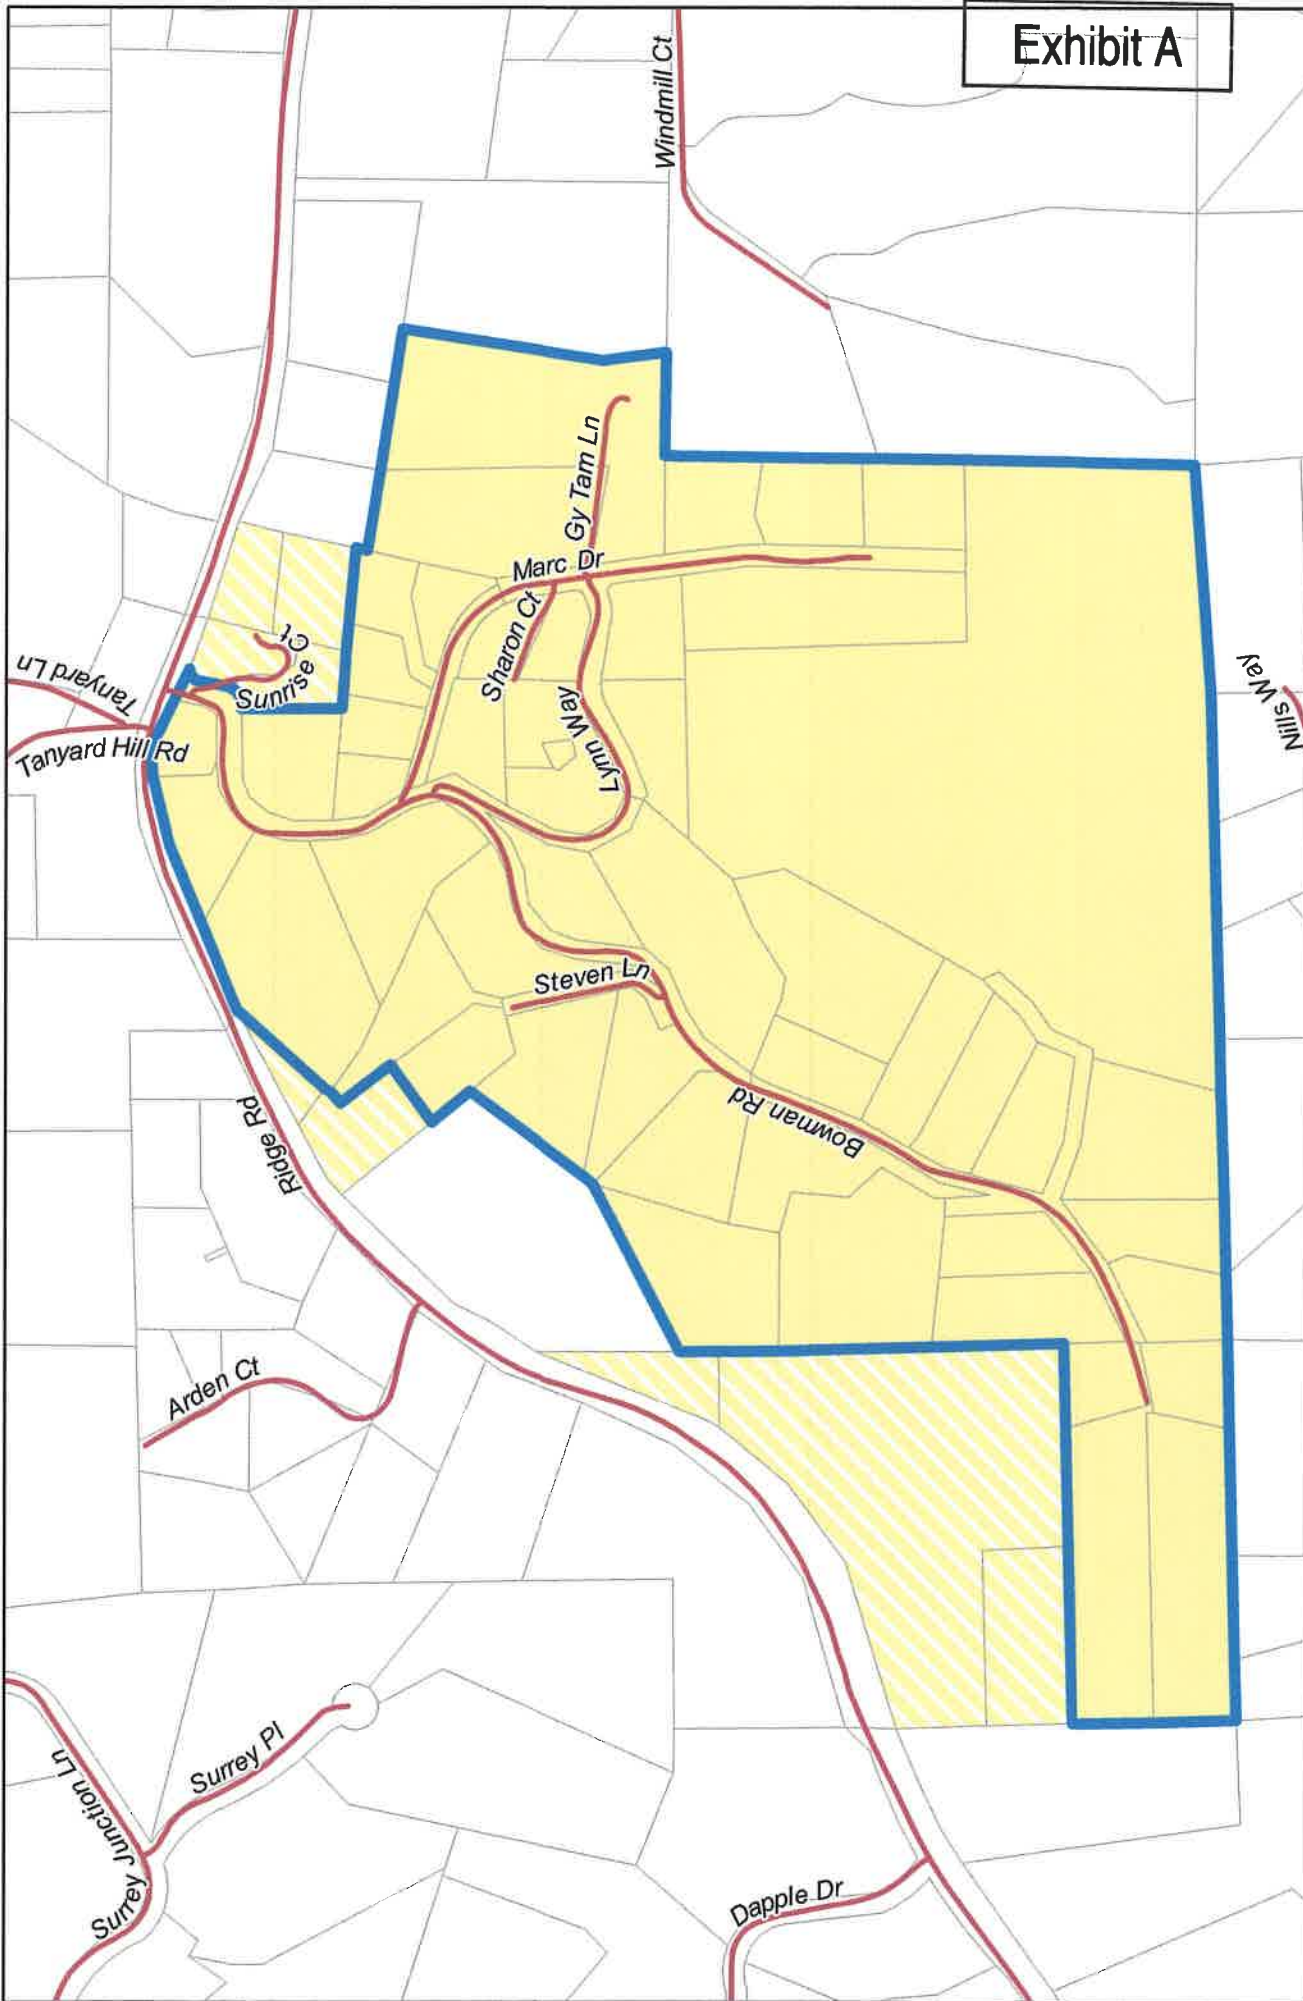 Exhibit A
Windmill Ct
Gy Tam Ln
Marc Dr
Sharon Ct
Sunrise Ct
Tanyard Ln
Tanyard Hill Rd
Lynn Way
Nills Way
Steven Ln
Bowman Rd
Ridge Rd
Arden Ct
Surrey Pl
Surrey Junction Ln
Dapple Dr